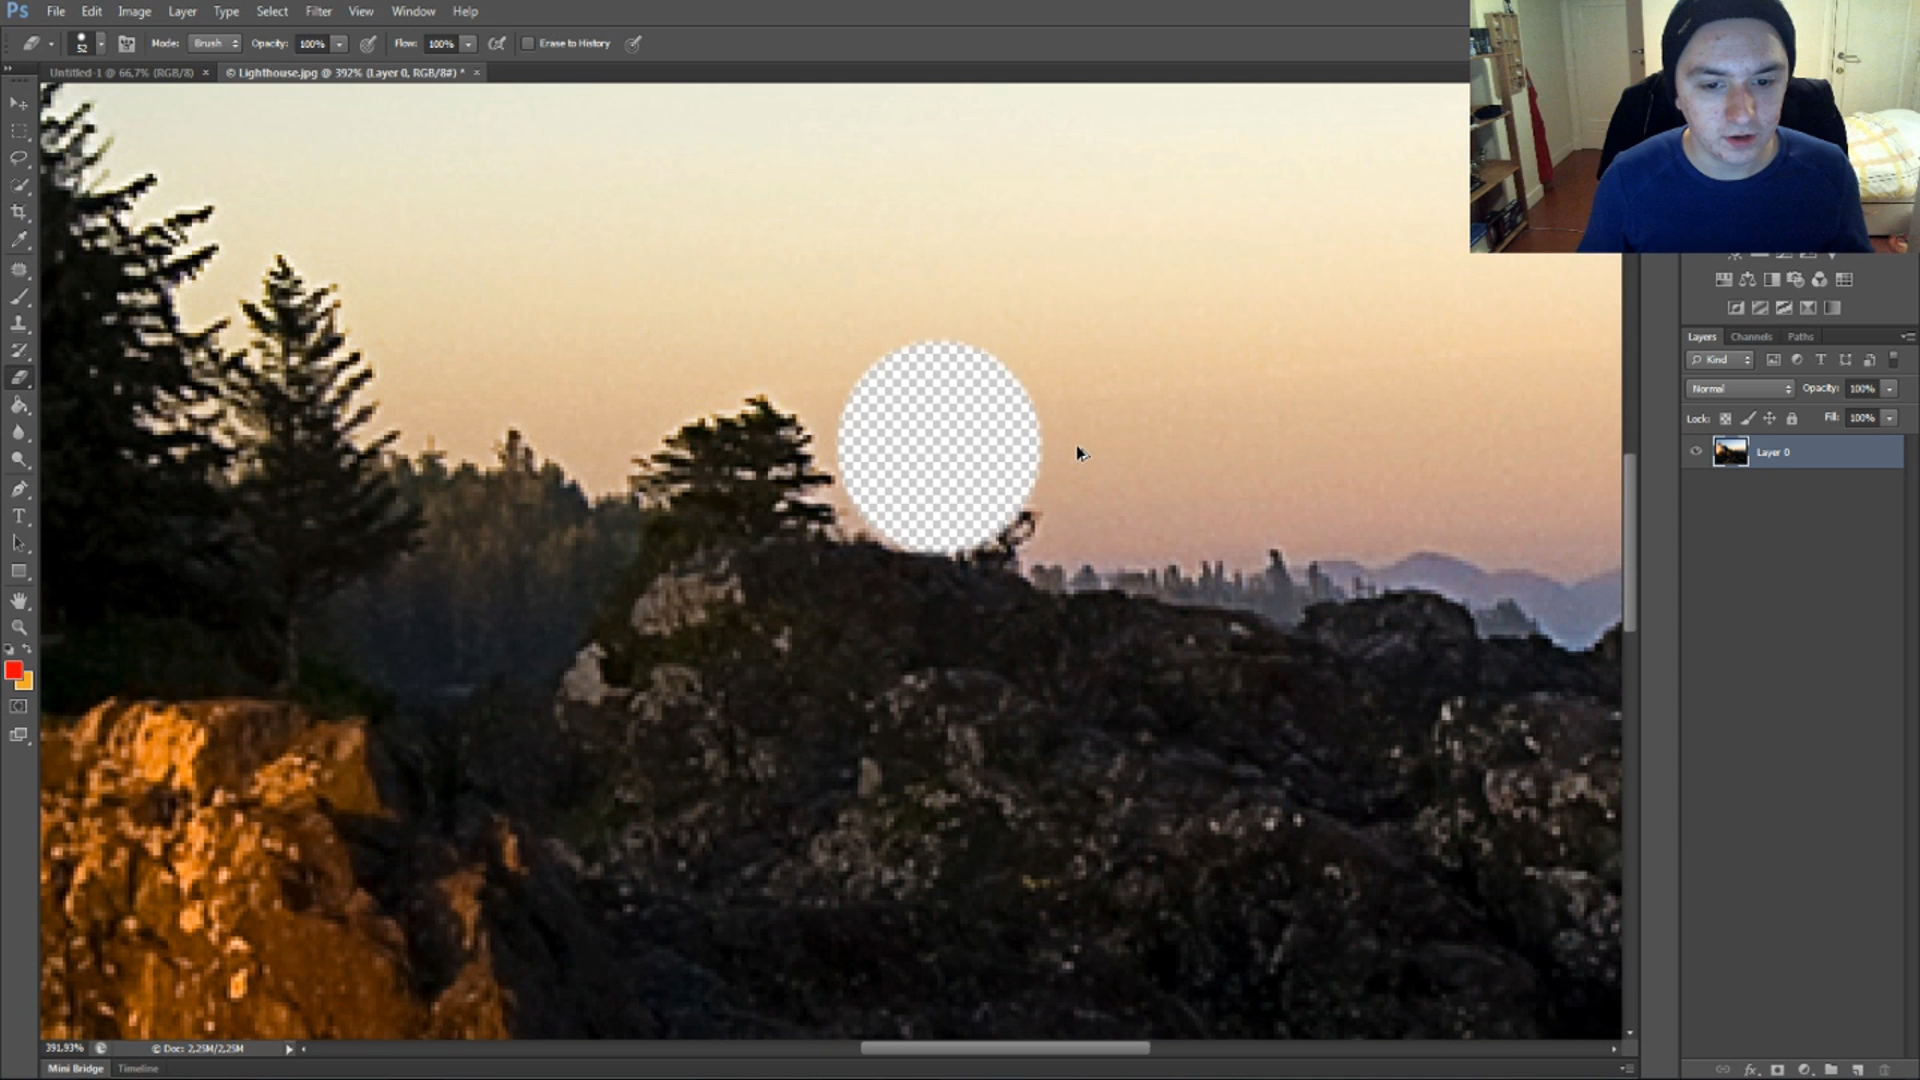 Ps File Edit Image Layer Type Select Filter View Window Help
52 Mode: Brush Opacity: 100% Flow: 100% Erase to History
Untitled-1 @ 66,7% (RGB/8) × © Lighthouse.jpg @ 392% (Layer 0, RGB/8#) * ×
Layers Channels Paths
Kind
Normal Opacity: 100%
Lock: Fill: 100%
Layer 0
391,93% © Doc: 2,25M/2,25M
Mini Bridge Timeline